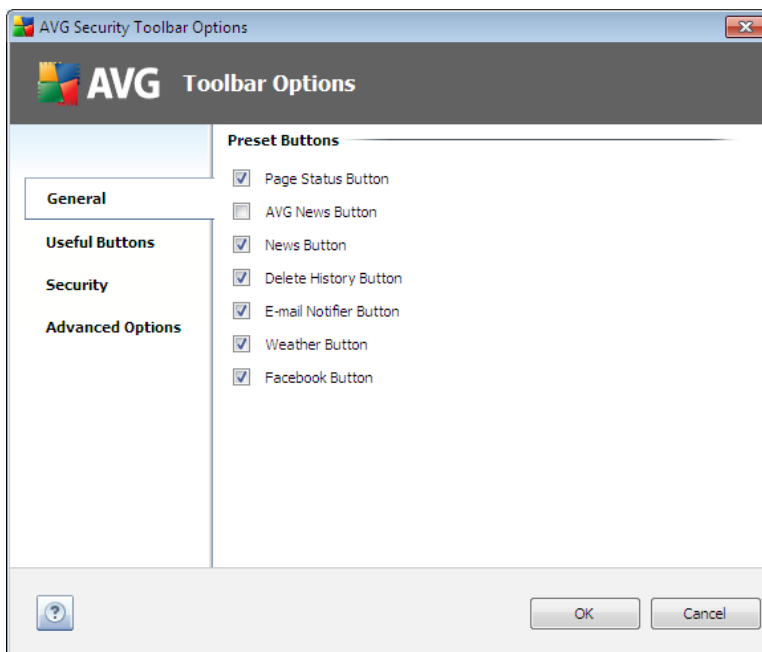 AVG Security Toolbar Options
AVG Toolbar Options
Preset Buttons
Page Status Button
General
AVG News Button
Useful Buttons
News Button
Security
Delete History Button
E-mail Notifier Button
Advanced Options
Weather Button
Facebook Button
?
OK Cancel